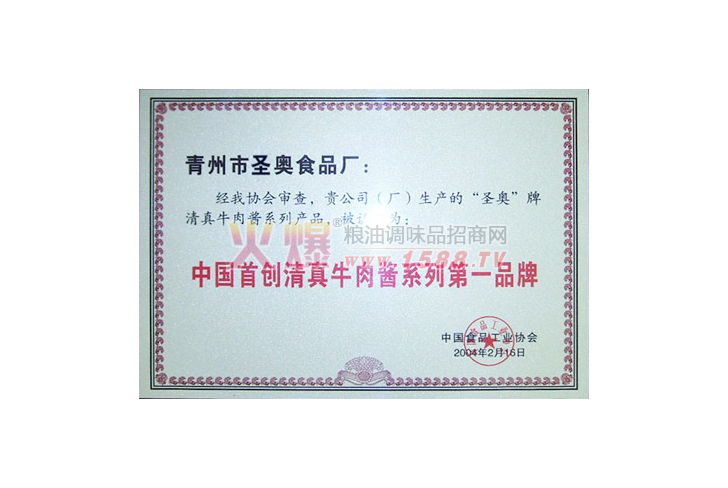 青州市圣奥食品厂：
经我协会审查，贵公司（厂）生产的“圣奥”牌
清真牛肉酱系列产品，被 为：
火爆® 粮油调味品招商网
www.1588.TV
中国首创清真牛肉酱系列第一品牌
中国食品工业协会
2004年2月16日